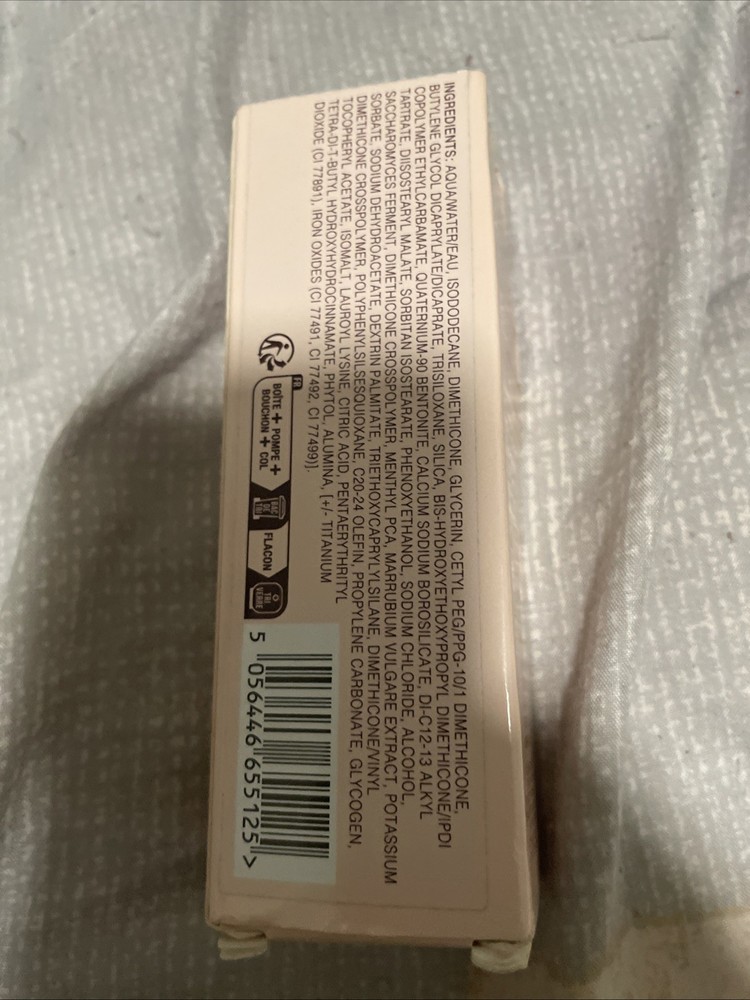 INGREDIENTS: AQUA/WATER/EAU, ISODODECANE, DIMETHICONE, GLYCERIN, CETYL PEG/PPG-10/1 DIMETHICONE,
BUTYLENE GLYCOL DICAPRYLATE/DICAPRATE, TRISILOXANE, SILICA, BIS-HYDROXYETHOXYPROPYL DIMETHICONE/IPDI
COPOLYMER ETHYLCARBAMATE, QUATERNIUM-90 BENTONITE, CALCIUM SODIUM BOROSILICATE, DI-C12-13 ALKYL
TARTRATE, DIISOSTEARYL MALATE, SORBITAN ISOSTEARATE, PHENOXYETHANOL, SODIUM CHLORIDE, ALCOHOL,
SACCHAROMYCES FERMENT, DIMETHICONE CROSSPOLYMER, MENTHYL PCA, MARRUBIUM VULGARE EXTRACT, POTASSIUM
SORBATE, SODIUM DEHYDROACETATE, DEXTRIN PALMITATE, TRIETHOXYCAPRYLYLSILANE, DIMETHICONE/VINYL
DIMETHICONE CROSSPOLYMER, POLYPHENYLSILSESQUIOXANE, C20-24 OLEFIN, PROPYLENE CARBONATE, GLYCOGEN,
TOCOPHERYL ACETATE, ISOMALT, LAUROYL LYSINE, CITRIC ACID, PENTAERYTHRITYL
TETRA-DI-T-BUTYL HYDROXYHYDROCINNAMATE, PHYTOL, ALUMINA, [+/- TITANIUM
DIOXIDE (CI 77891), IRON OXIDES (CI 77491, CI 77492, CI 77499)].
FR
BOÎTE + POMPE +
BOUCHON + COL
BAC
DE
TRI
FLACON
TRI
VERRE
5 056446 655125 >